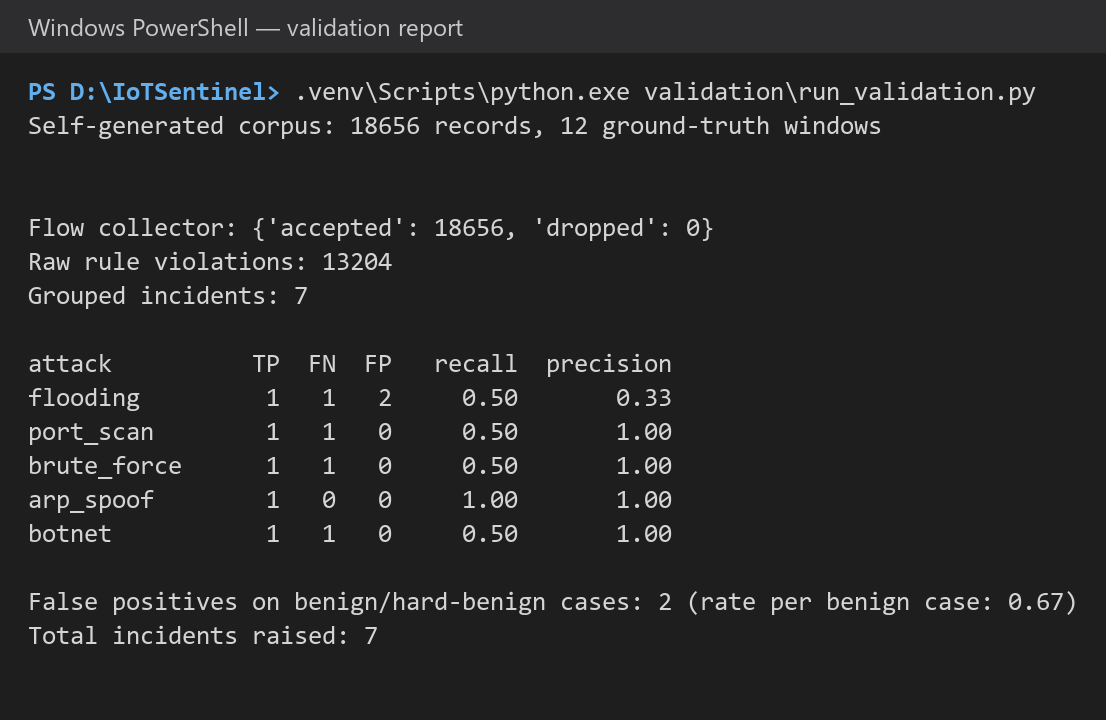 Windows PowerShell — validation report
PS D:\IoTSentinel> .venv\Scripts\python.exe validation\run_validation.py
Self-generated corpus: 18656 records, 12 ground-truth windows
Flow collector: {'accepted': 18656, 'dropped': 0}
Raw rule violations: 13204
Grouped incidents: 7
attack          TP  FN  FP   recall  precision
flooding         1   1   2     0.50       0.33
port_scan        1   1   0     0.50       1.00
brute_force      1   1   0     0.50       1.00
arp_spoof        1   0   0     1.00       1.00
botnet           1   1   0     0.50       1.00
False positives on benign/hard-benign cases: 2 (rate per benign case: 0.67)
Total incidents raised: 7